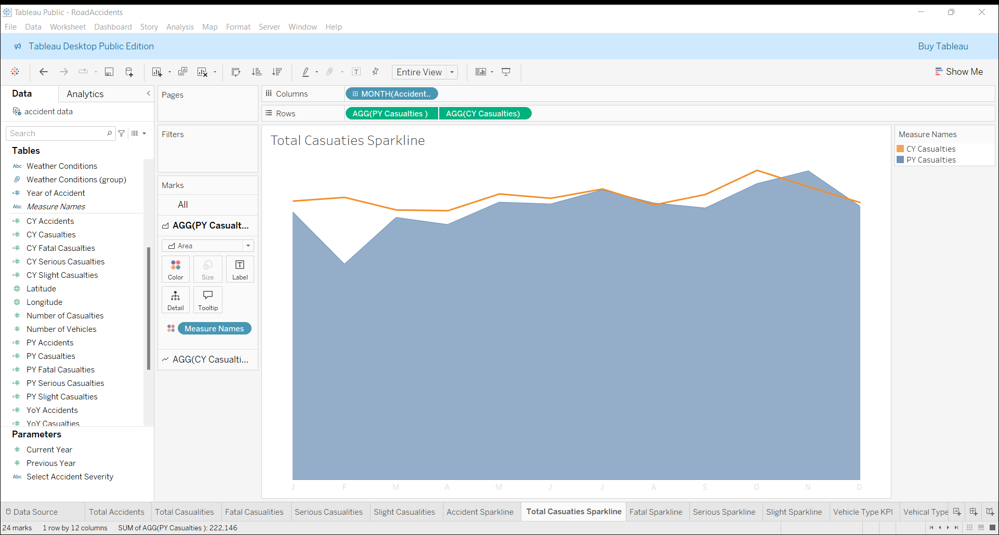 Tableau Public - RoadAccidents
File Data Worksheet Dashboard Story Analysis Map Format Server Window Help
Tableau Desktop Public Edition
Buy Tableau
Entire View
Show Me
Data
Analytics
accident data
Search
Tables
Abc Weather Conditions
Weather Conditions (group)
Year of Accident
Abc Measure Names
CY Accidents
CY Casualties
CY Fatal Casualties
CY Serious Casualties
CY Slight Casualties
Latitude
Longitude
Number of Casualties
Number of Vehicles
PY Accidents
PY Casualties
PY Fatal Casualties
PY Serious Casualties
PY Slight Casualties
YoY Accidents
YoY Casualties
Parameters
Current Year
Previous Year
Abc Select Accident Severity
Pages
Filters
Marks
All
AGG(PY Casualt...
Area
Color Size Label
Detail Tooltip
Measure Names
AGG(CY Casualti...
Columns MONTH(Accident..
Rows AGG(PY Casualties ) AGG(CY Casualties)
Total Casuaties Sparkline
J F M A M J J A S O N D
Measure Names
CY Casualties
PY Casualties
Data Source Total Accidents Total Casualities Fatal Casualities Serious Casualities Slight Casualities Accident Sparkline Total Casuaties Sparkline Fatal Sparkline Serious Sparkline Slight Sparkline Vehicle Type KPI Vehical Type
24 marks 1 row by 12 columns SUM of AGG(PY Casualties ): 222,146